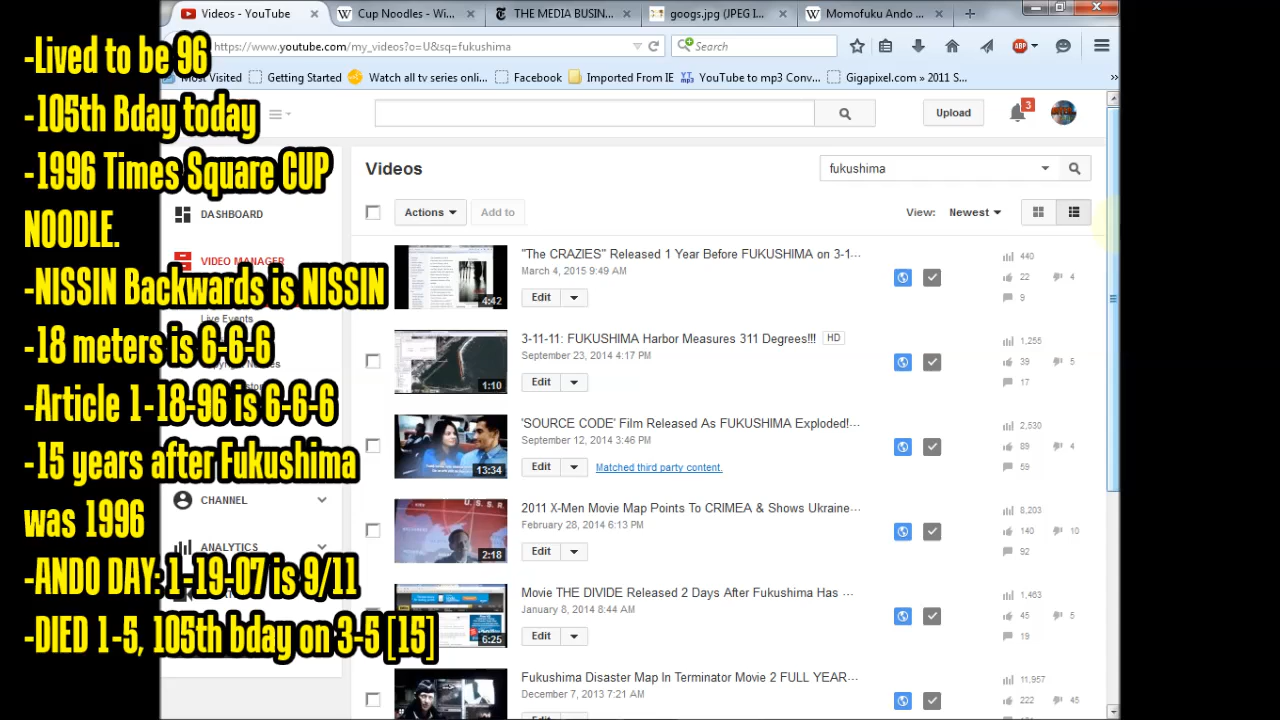 Videos - YouTube
Cup Noodles - Wi...
THE MEDIA BUSIN...
googs.jpg (JPEG I...
Ando ...
https://www.youtube.com/my_videos
=U&sq=fukushima
Search
ABP
Most Visited
Getting Started
Watch all tv series onli...
Facebook
Imported From IE
YouTube to mp3 Conv...
2011 S...
Upload
3
-Lived to be 96
-105th Bday today
-1996 Times Square CUP
NOODLE.
-NISSIN Backwards is NISSIN
-18 meters is 6-6-6
-Article 1-18-96 is 6-6-6
-15 years after Fukushima
was 1996
-ANDO DAY: 1-19-07 is 9/11
-DIED 1-5, 105th bday on 3-5 [15]
DASHBOARD
VIDEO MANAGER
Live Events
CHANNEL
ANALYTICS
Videos
fukushima
Actions
Add to
View:
Newest
"The CRAZIES" Released 1 Year Before FUKUSHIMA on 3-1...
March 4, 2015 9:49 AM
Edit
4:42
440
22
4
9
3-11-11: FUKUSHIMA Harbor Measures 311 Degrees!!!
HD
September 23, 2014 4:17 PM
Edit
1:10
1,255
39
5
17
'SOURCE CODE' Film Released As FUKUSHIMA Exploded!...
September 12, 2014 3:46 PM
Edit
Matched third party content.
13:34
2,530
89
4
59
2011 X-Men Movie Map Points To CRIMEA & Shows Ukraine...
February 28, 2014 6:13 PM
Edit
U.S.S.R.
2:18
8,203
140
10
92
Movie THE DIVIDE Released 2 Days After Fukushima Has ...
January 8, 2014 8:44 AM
Edit
6:25
1,463
45
5
19
Fukushima Disaster Map In Terminator Movie 2 FULL YEAR...
December 7, 2013 7:21 AM
11,957
222
45